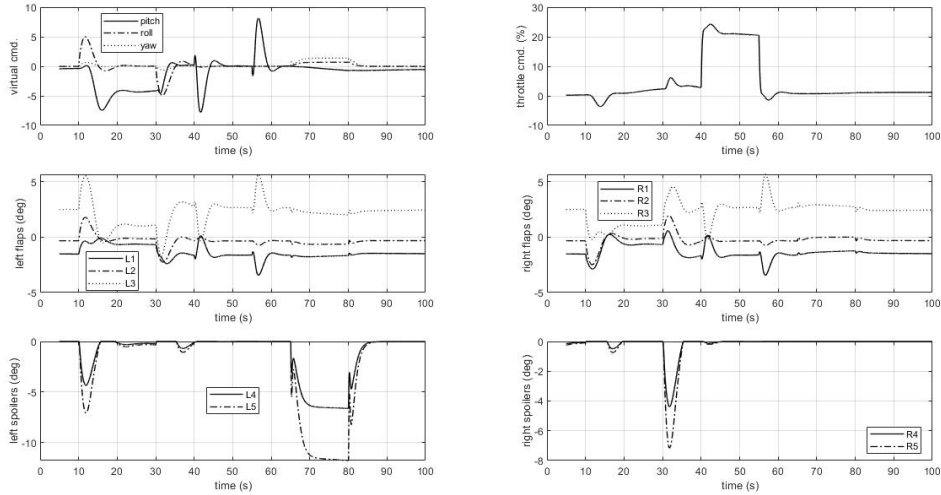 virtual cmd.
10
5
0
-5
-10
pitch
roll
yaw
0 10 20 30 40 50 60 70 80 90 100
time (s)
throttle cmd. (%)
30
20
10
0
-10
0 10 20 30 40 50 60 70 80 90 100
time (s)
left flaps (deg)
5
0
-5
L1
L2
L3
0 10 20 30 40 50 60 70 80 90 100
time (s)
right flaps (deg)
5
0
-5
R1
R2
R3
0 10 20 30 40 50 60 70 80 90 100
time (s)
left spoilers (deg)
0
-5
-10
L4
L5
0 10 20 30 40 50 60 70 80 90 100
time (s)
right spoilers (deg)
0
-2
-4
-6
-8
R4
R5
0 10 20 30 40 50 60 70 80 90 100
time (s)